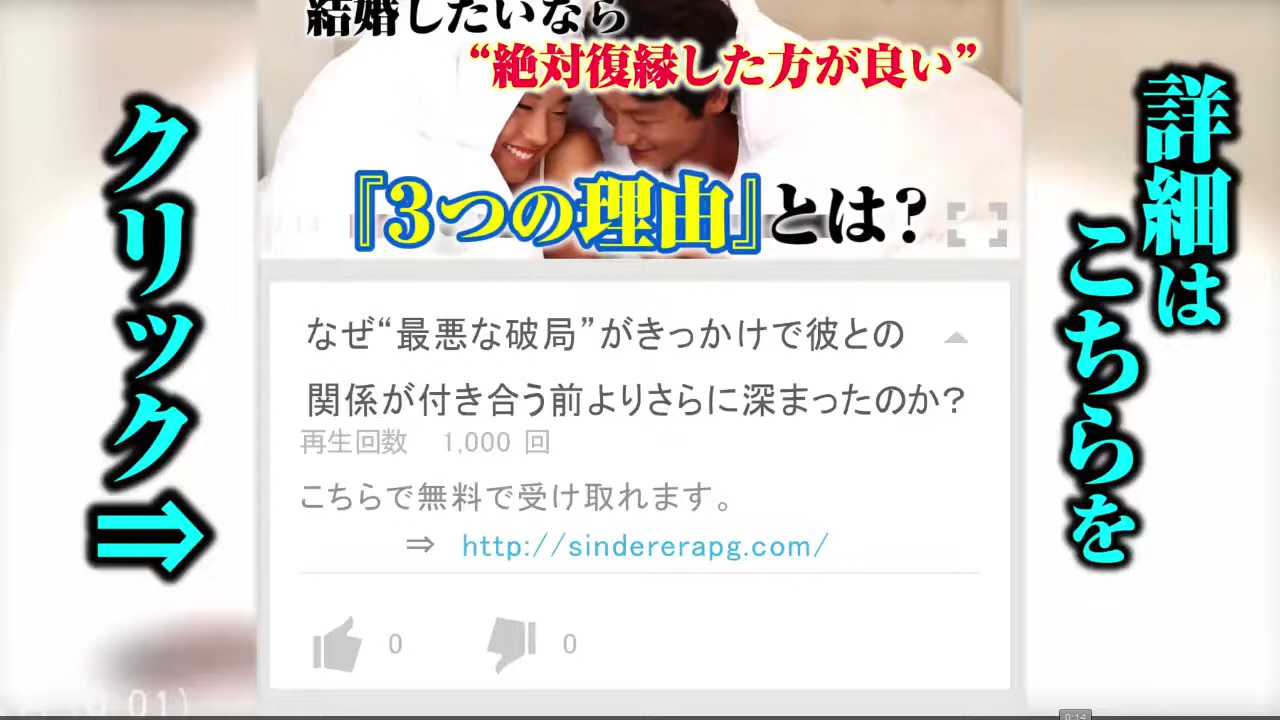 結婚したいなら
“絶対復縁した方が良い”
『3つの理由』とは?
詳細は
こちらを
クリック⇒
なぜ“最悪な破局”がきっかけで彼との
関係が付き合う前よりさらに深まったのか?
再生回数 1,000 回
こちらで無料で受け取れます。
⇒ http://sindererapg.com/
0 0
01)
0:14